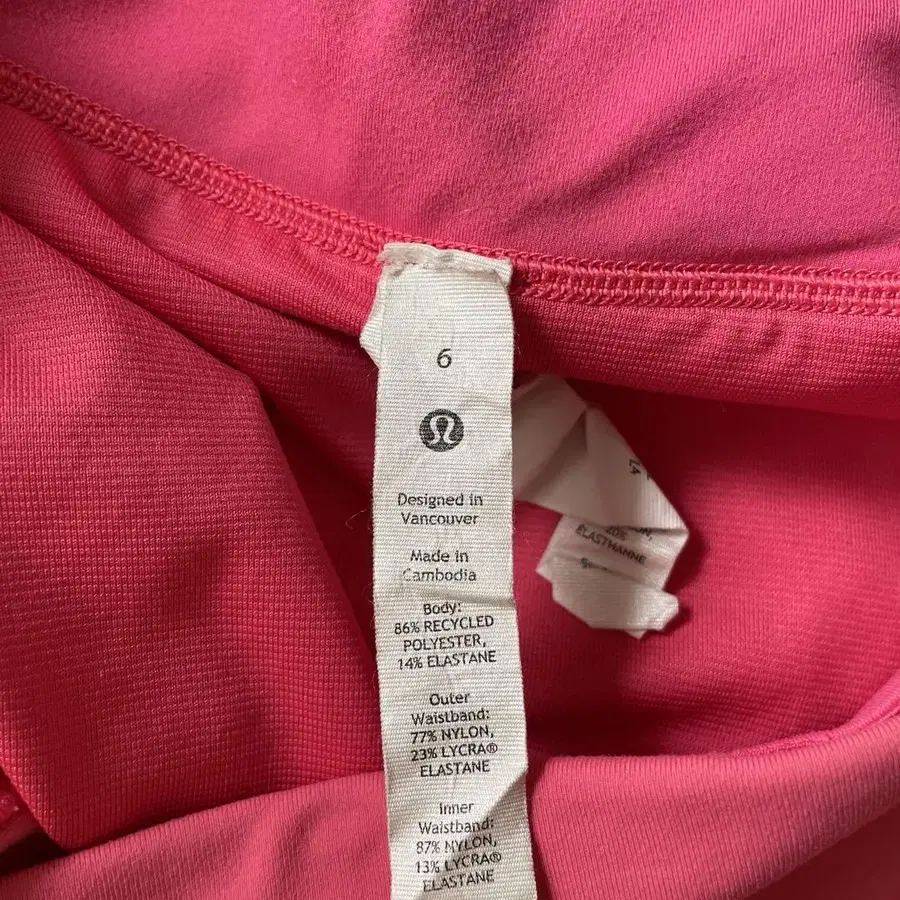 6
Designed in
Vancouver
Made in
Cambodia
Body:
86% RECYCLED
POLYESTER,
14% ELASTANE
Outer
Waistband:
77% NYLON,
23% LYCRA®
ELASTANE
Inner
Waistband:
87% NYLON,
13% LYCRA®
ELASTANE
ELASTHANNE